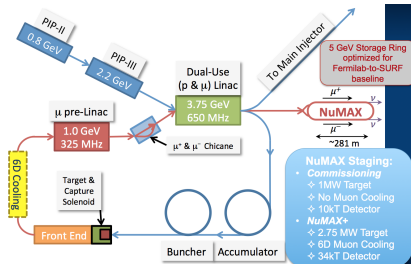 PIP-II
0.8 GeV
PIP-III
2.2 GeV
Dual-Use
(p & μ) Linac
3.75 GeV
650 MHz
To Main Injector
5 GeV Storage Ring
optimized for
Fermilab-to-SURF
baseline
μ+
ν
NuMAX
μ−
ν
~281 m
μ pre-Linac
1.0 GeV
325 MHz
μ+ & μ− Chicane
6D Cooling
Target &
Capture
Solenoid
Front End
Buncher
Accumulator
NuMAX Staging:
• Commissioning
✧ 1MW Target
✧ No Muon Cooling
✧ 10kT Detector
• NuMAX+
✧ 2.75 MW Target
✧ 6D Muon Cooling
✧ 34kT Detector